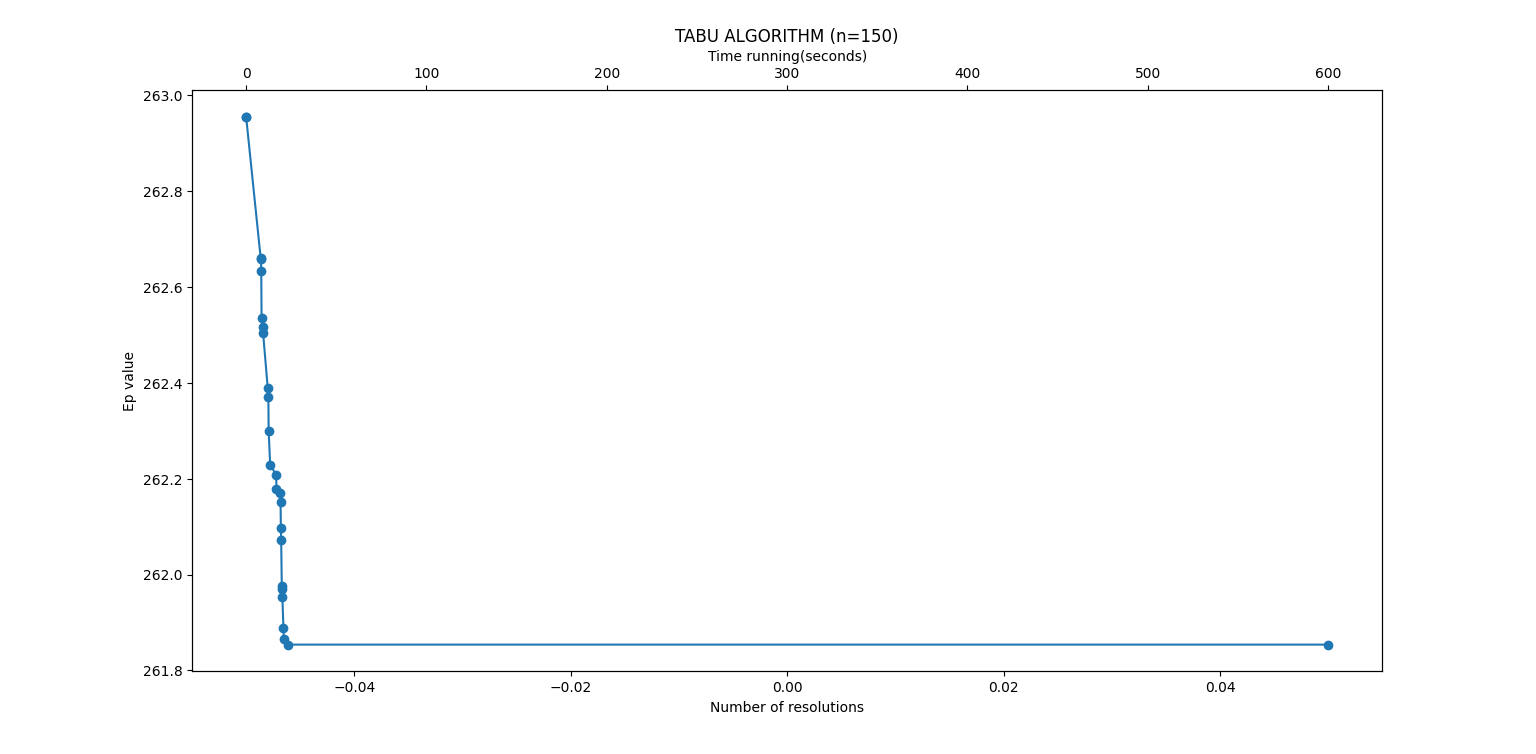 TABU ALGORITHM (n=150)
Time running(seconds)
0 100 200 300 400 500 600
263.0
262.8
262.6
262.4
262.2
262.0
261.8
Ep value
−0.04 −0.02 0.00 0.02 0.04
Number of resolutions